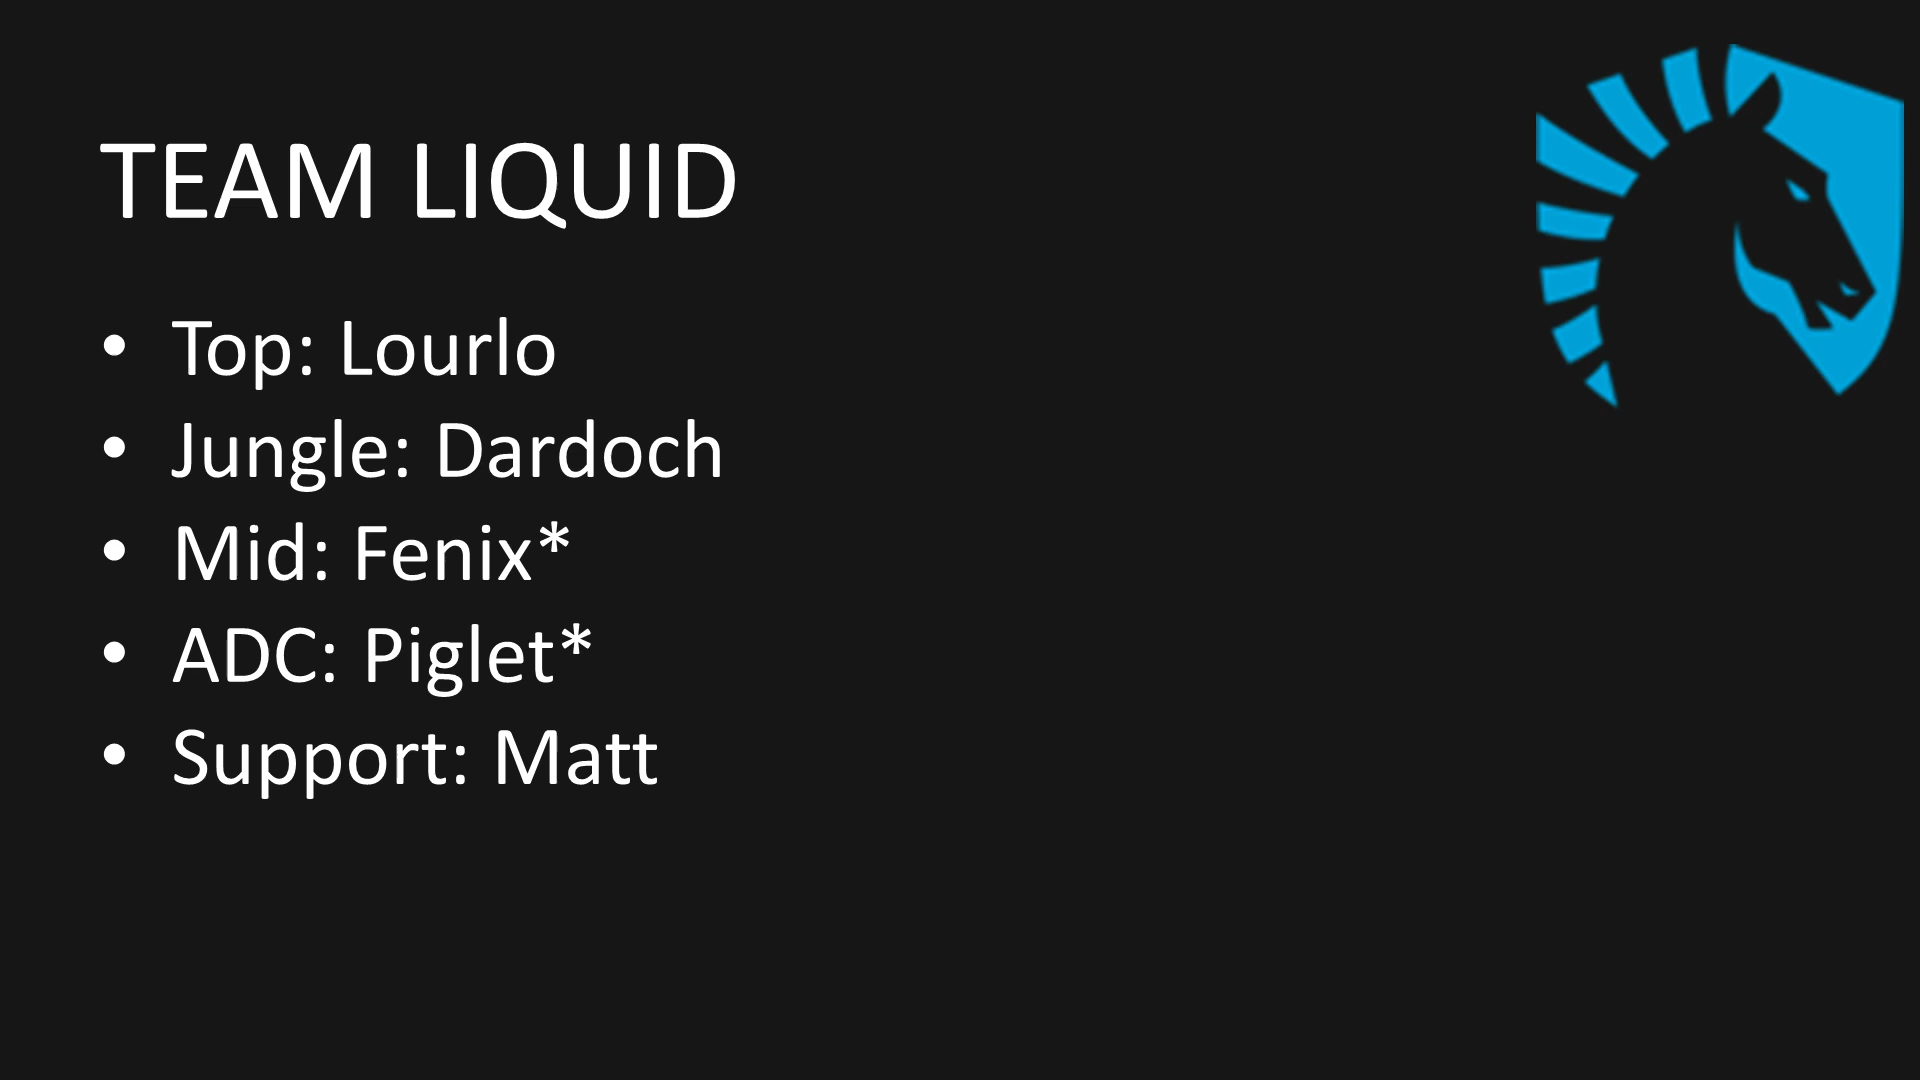 TEAM LIQUID
• Top: Lourlo
• Jungle: Dardoch
• Mid: Fenix*
• ADC: Piglet*
• Support: Matt